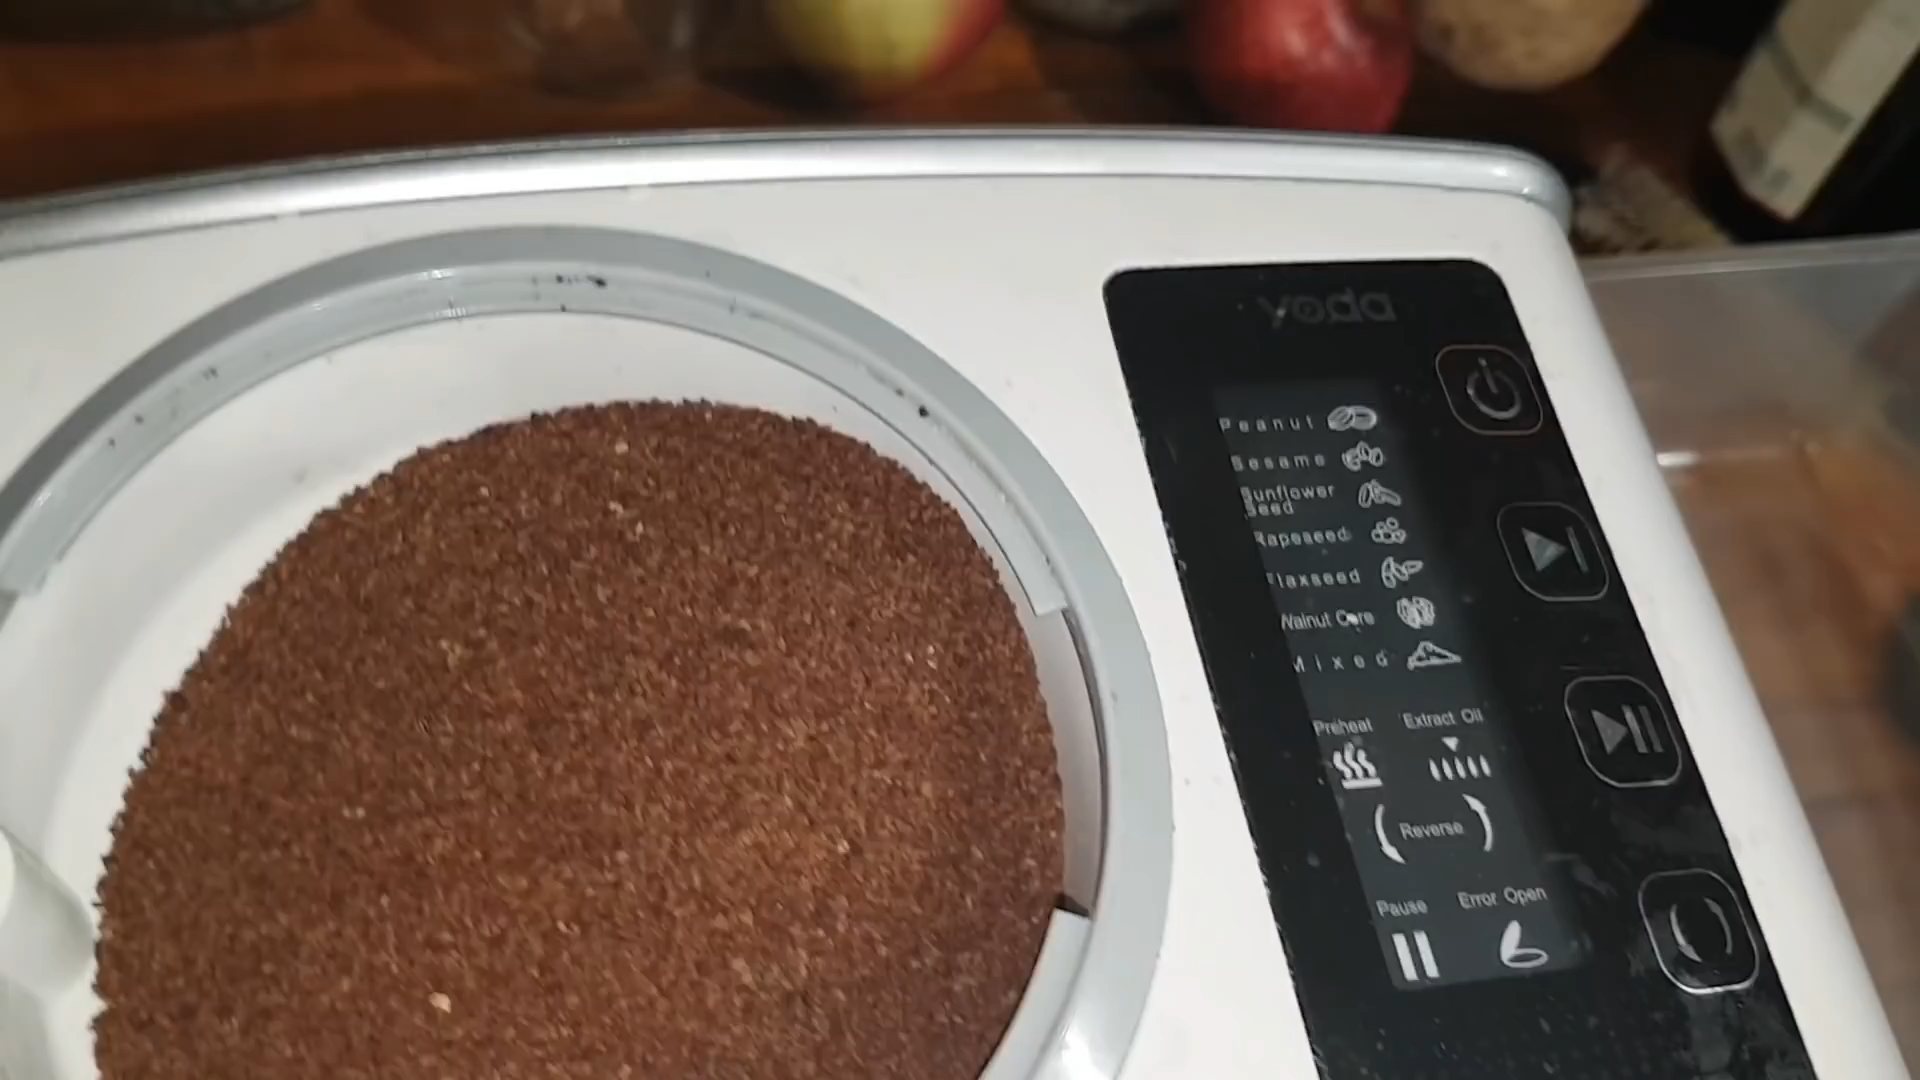 yoda
Peanut
Sesame
Sunflower
Seed
Rapeseed
Flaxseed
Walnut Core
Mixed
Preheat Extract Oil
Reverse
Pause Error Open